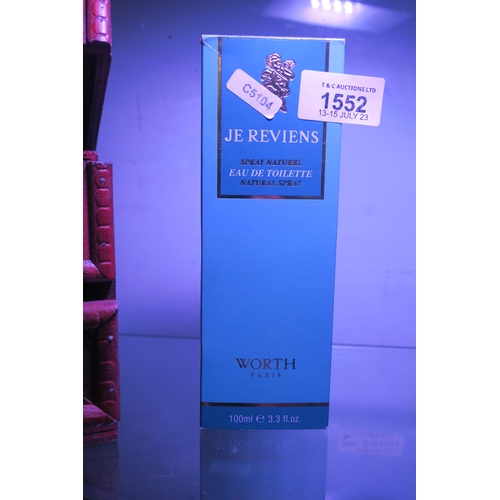 C5104
T & C AUCTIONS LTD
1552
13-15 JULY 23
JE REVIENS
SPRAY NATUREL
EAU DE TOILETTE
NATURAL SPRAY
WORTH
PARIS
100ml ℮ 3.3 fl.oz.